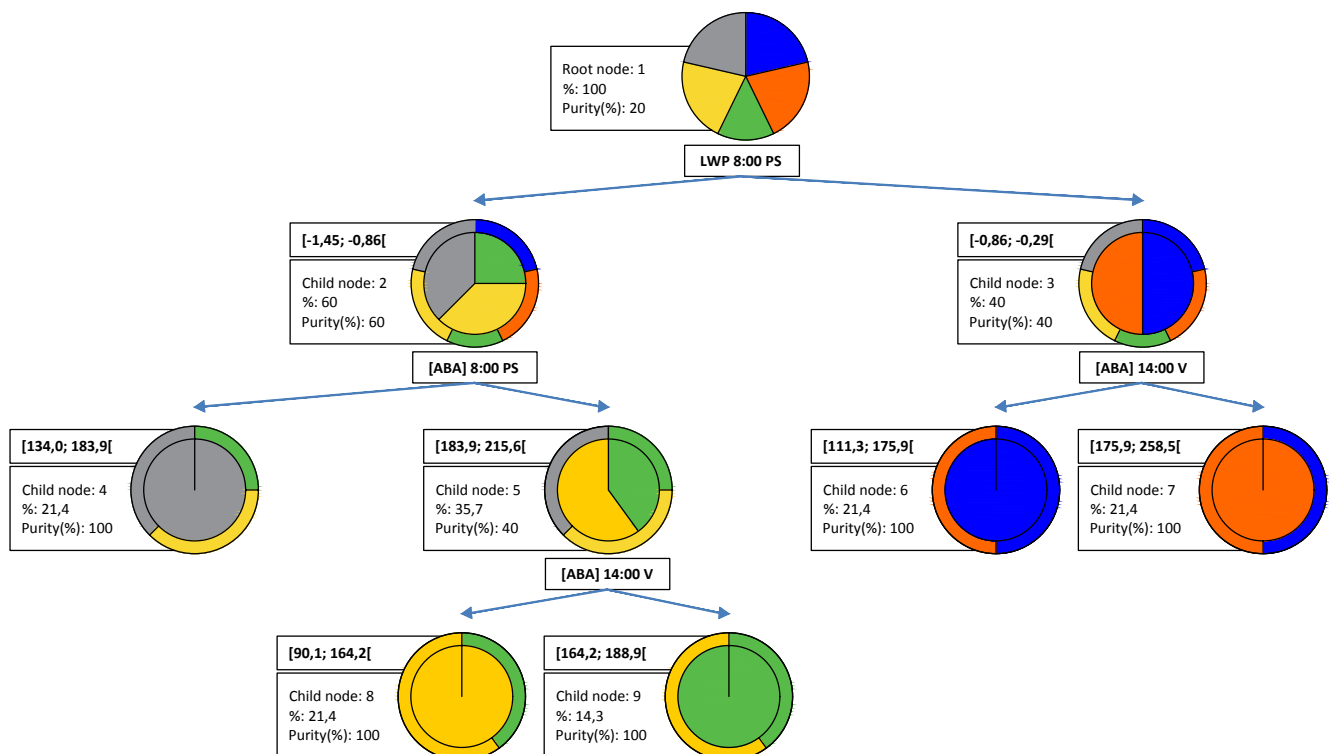 Root node: 1
%: 100
Purity(%): 20
LWP 8:00 PS
[-1,45; -0,86[
Child node: 2
%: 60
Purity(%): 60
[-0,86; -0,29[
Child node: 3
%: 40
Purity(%): 40
[ABA] 8:00 PS
[ABA] 14:00 V
[134,0; 183,9[
Child node: 4
%: 21,4
Purity(%): 100
[183,9; 215,6[
Child node: 5
%: 35,7
Purity(%): 40
[111,3; 175,9[
Child node: 6
%: 21,4
Purity(%): 100
[175,9; 258,5[
Child node: 7
%: 21,4
Purity(%): 100
[ABA] 14:00 V
[90,1; 164,2[
Child node: 8
%: 21,4
Purity(%): 100
[164,2; 188,9[
Child node: 9
%: 14,3
Purity(%): 100